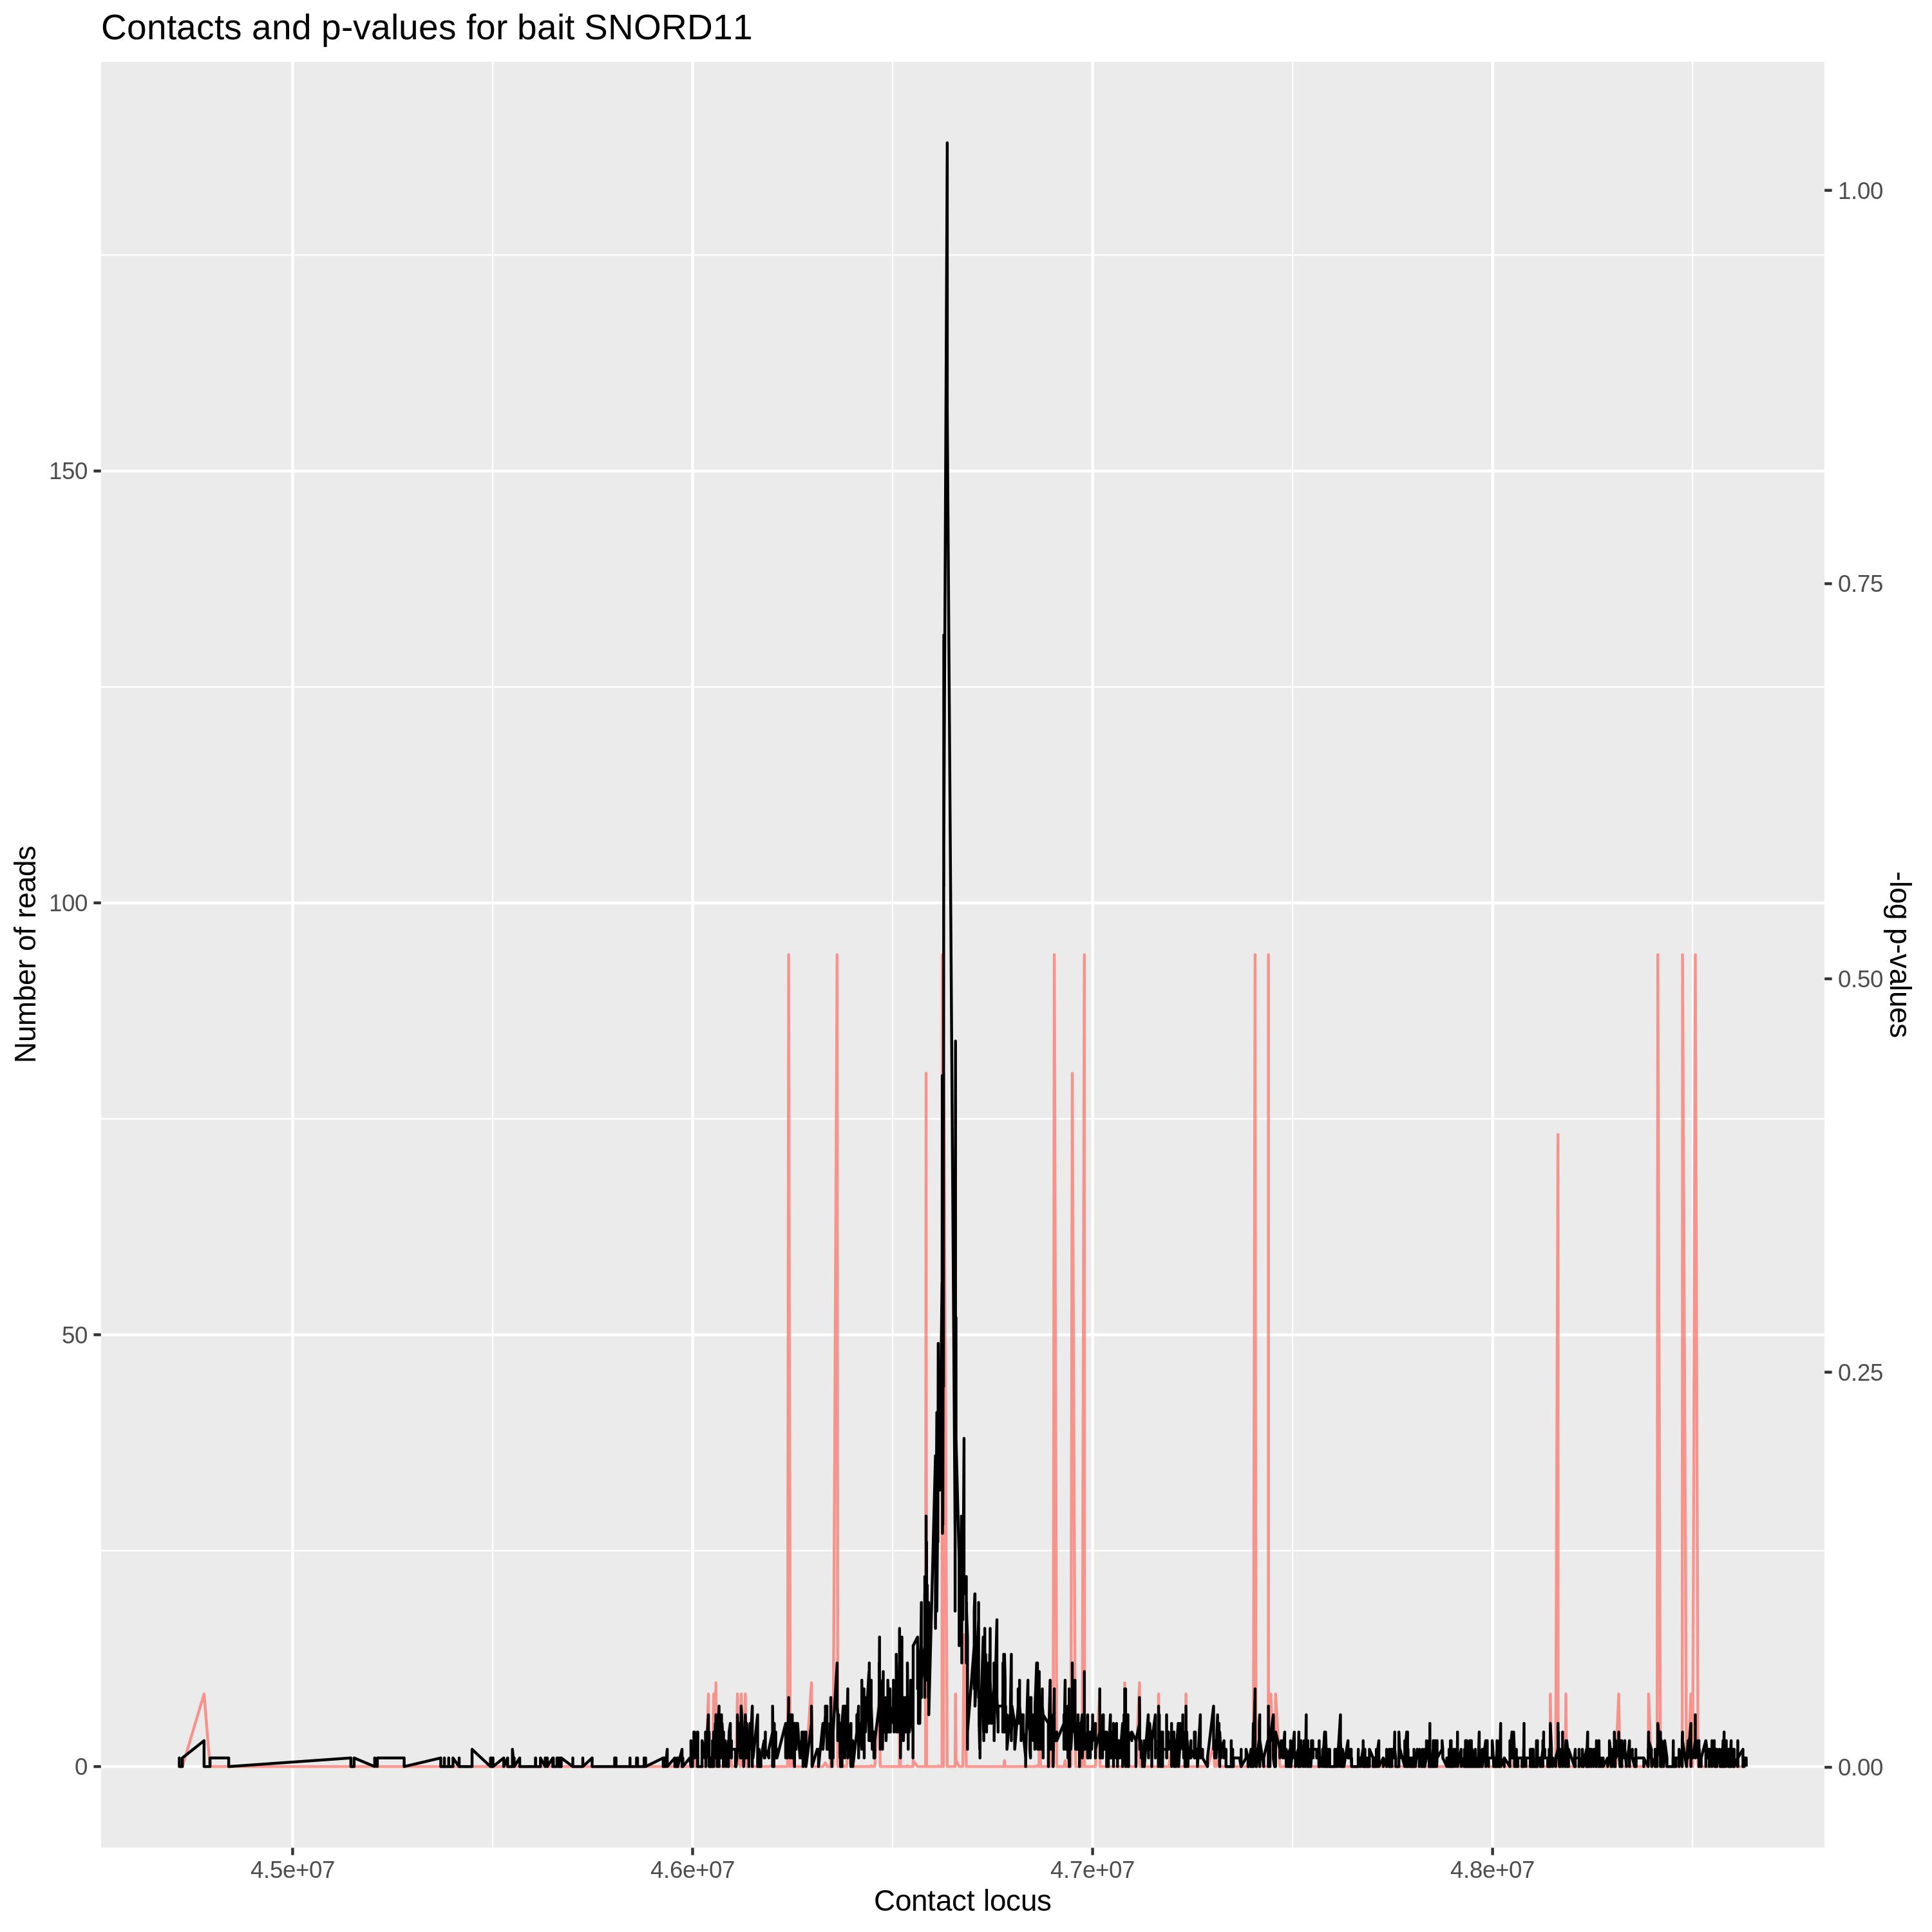 Contacts and p-values for bait SNORD11
Number of reads
150
100
50
0
1.00
0.75
0.50
0.25
0.00
-log p-values
4.5e+07
4.6e+07
4.7e+07
4.8e+07
Contact locus